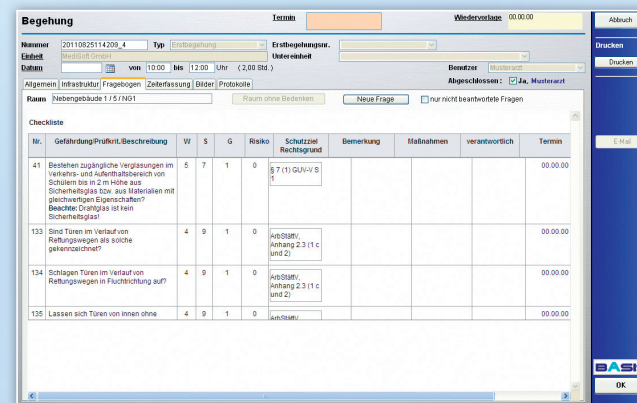 Begehung
Termin
Wiedervorlage 00.00.00
Nummer 20110825114209_4 Typ Erstbegehung Erstbegehungsnr.
Einheit MediSoft GmbH Untereinheit
Datum von 10:00 bis 12:00 Uhr ( 2,00 Std. ) Benutzer Musterarzt
Abgeschlossen : Ja, Musterarzt
Allgemein Infrastruktur Fragebogen Zeiterfassung Bilder Protokolle
Raum Nebengebäude 1 / 5 / NG1 Raum ohne Bedenken Neue Frage nur nicht beantwortete Fragen
Checkliste
Nr. Gefährdung/Prüfkrit./Beschreibung W S G Risiko Schutzziel Rechtsgrund Bemerkung Maßnahmen verantwortlich Termin
41 Bestehen zugängliche Verglasungen im 5 7 1 0 § 7 (1) GUV-V S 00.00.00
Verkehrs- und Aufenthaltsbereich von 1
Schülern bis in 2 m Höhe aus
Sicherheitsglas bzw. aus Materialien mit
gleichwertigen Eigenschaften?
Beachte: Drahtglas ist kein
Sicherheitsglas!
133 Sind Türen im Verlauf von 4 9 1 0 ArbStättV, 00.00.00
Rettungswegen als solche Anhang 2.3 (1 c
gekennzeichnet? und 2)
134 Schlagen Türen im Verlauf von 4 9 1 0 ArbStättV, 00.00.00
Rettungswegen in Fluchtrichtung auf? Anhang 2.3 (1 c
und 2)
135 Lassen sich Türen von innen ohne 4 9 1 0 ArbStättV, 00.00.00
Abbruch
Drucken
Drucken
E-Mail
OK